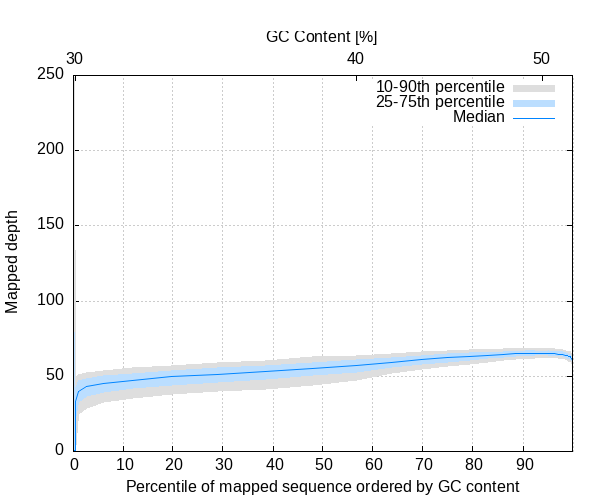 GC Content [%]
30 40 50
250
10-90th percentile
25-75th percentile
Median
200
150
100
50
0
Mapped depth
0 10 20 30 40 50 60 70 80 90
Percentile of mapped sequence ordered by GC content